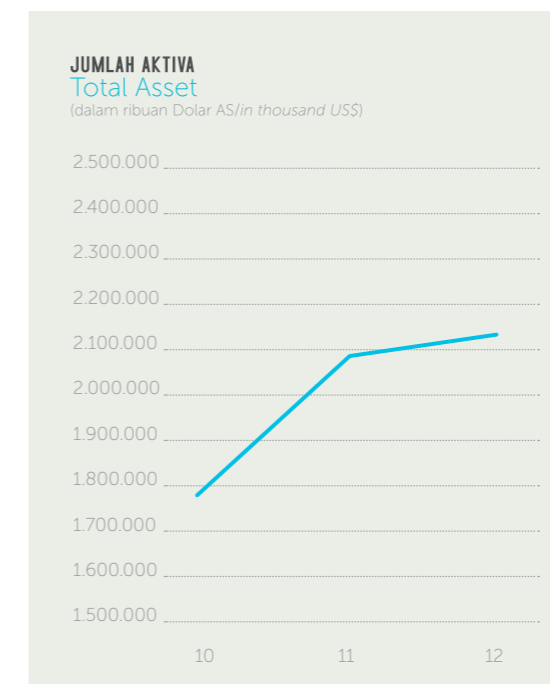 JUMLAH AKTIVA
Total Asset
(dalam ribuan Dolar AS/in thousand US$)
2.500.000
2.400.000
2.300.000
2.200.000
2.100.000
2.000.000
1.900.000
1.800.000
1.700.000
1.600.000
1.500.000
10 11 12